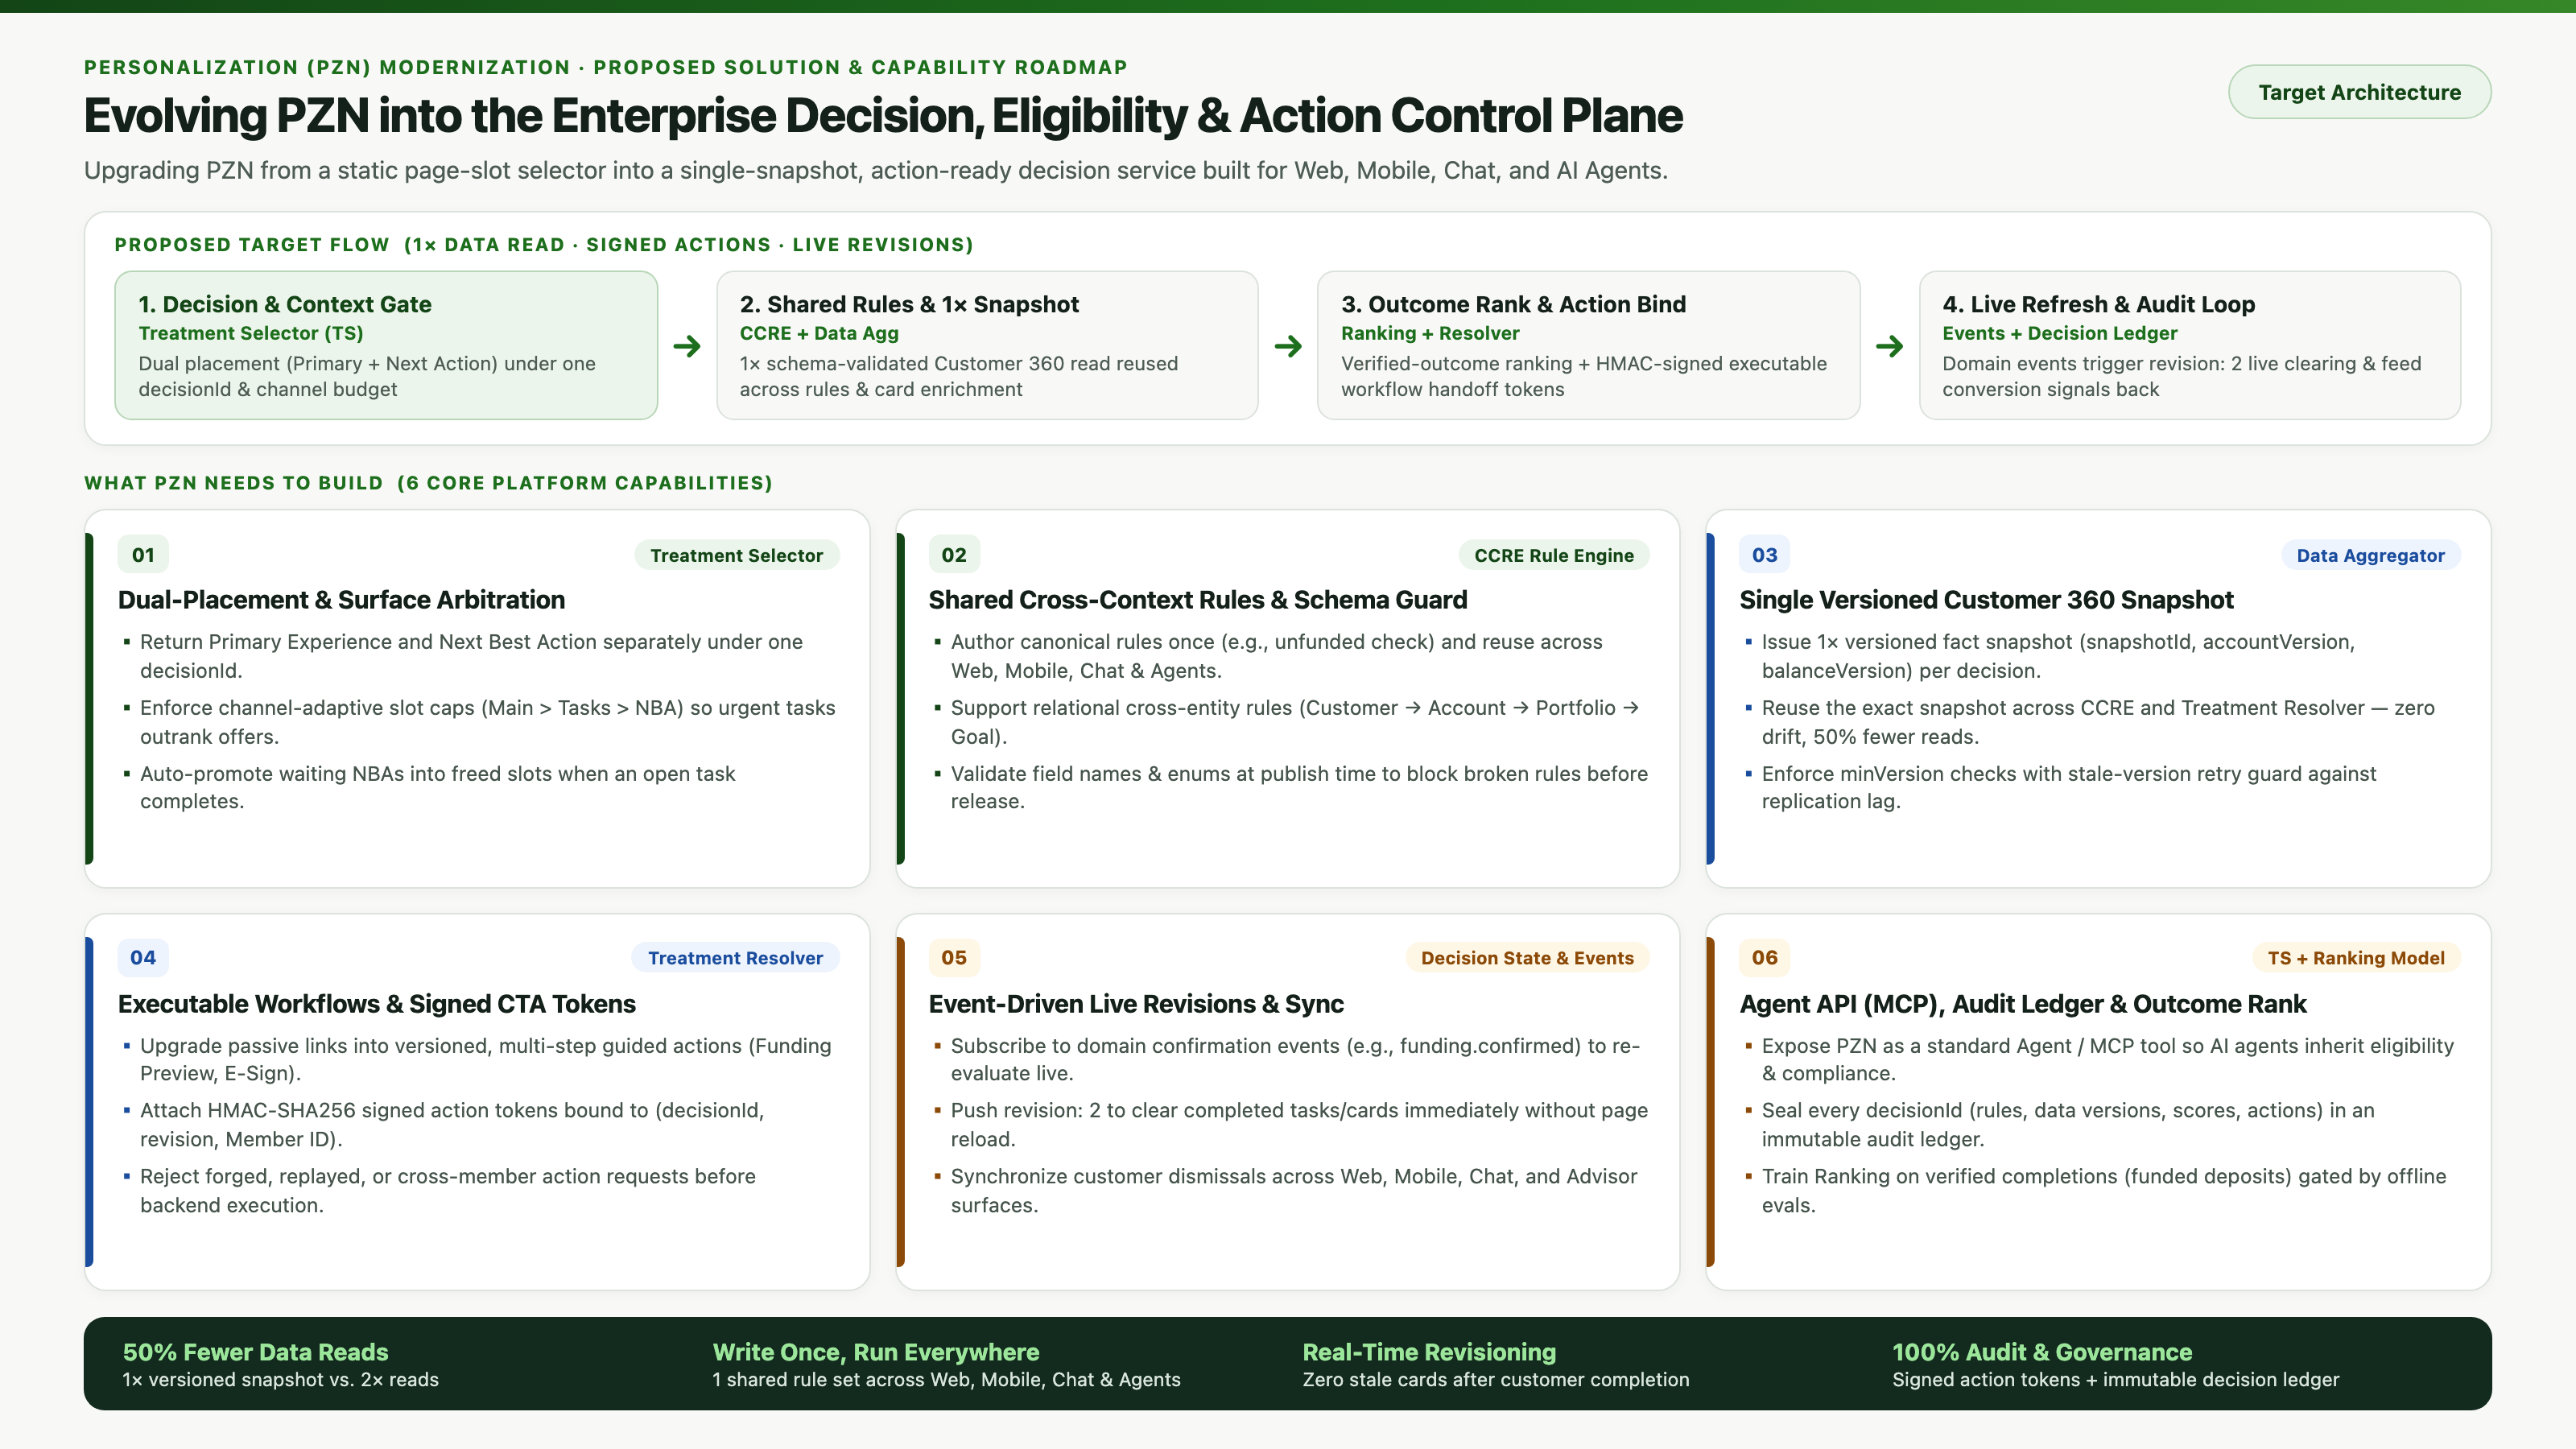 PERSONALIZATION (PZN) MODERNIZATION · PROPOSED SOLUTION & CAPABILITY ROADMAP
Evolving PZN into the Enterprise Decision, Eligibility & Action Control Plane
Target Architecture
Upgrading PZN from a static page-slot selector into a single-snapshot, action-ready decision service built for Web, Mobile, Chat, and AI Agents.
PROPOSED TARGET FLOW (1× DATA READ · SIGNED ACTIONS · LIVE REVISIONS)
1. Decision & Context Gate
Treatment Selector (TS)
Dual placement (Primary + Next Action) under one
decisionId & channel budget
→
2. Shared Rules & 1× Snapshot
CCRE + Data Agg
1× schema-validated Customer 360 read reused
across rules & card enrichment
→
3. Outcome Rank & Action Bind
Ranking + Resolver
Verified-outcome ranking + HMAC-signed executable
workflow handoff tokens
→
4. Live Refresh & Audit Loop
Events + Decision Ledger
Domain events trigger revision: 2 live clearing & feed
conversion signals back
WHAT PZN NEEDS TO BUILD (6 CORE PLATFORM CAPABILITIES)
01
Treatment Selector
Dual-Placement & Surface Arbitration
▪ Return Primary Experience and Next Best Action separately under one
decisionId.
▪ Enforce channel-adaptive slot caps (Main > Tasks > NBA) so urgent tasks
outrank offers.
▪ Auto-promote waiting NBAs into freed slots when an open task
completes.
02
CCRE Rule Engine
Shared Cross-Context Rules & Schema Guard
▪ Author canonical rules once (e.g., unfunded check) and reuse across
Web, Mobile, Chat & Agents.
▪ Support relational cross-entity rules (Customer → Account → Portfolio →
Goal).
▪ Validate field names & enums at publish time to block broken rules before
release.
03
Data Aggregator
Single Versioned Customer 360 Snapshot
▪ Issue 1× versioned fact snapshot (snapshotId, accountVersion,
balanceVersion) per decision.
▪ Reuse the exact snapshot across CCRE and Treatment Resolver — zero
drift, 50% fewer reads.
▪ Enforce minVersion checks with stale-version retry guard against
replication lag.
04
Treatment Resolver
Executable Workflows & Signed CTA Tokens
▪ Upgrade passive links into versioned, multi-step guided actions (Funding
Preview, E-Sign).
▪ Attach HMAC-SHA256 signed action tokens bound to (decisionId,
revision, Member ID).
▪ Reject forged, replayed, or cross-member action requests before
backend execution.
05
Decision State & Events
Event-Driven Live Revisions & Sync
▪ Subscribe to domain confirmation events (e.g., funding.confirmed) to re-
evaluate live.
▪ Push revision: 2 to clear completed tasks/cards immediately without page
reload.
▪ Synchronize customer dismissals across Web, Mobile, Chat, and Advisor
surfaces.
06
TS + Ranking Model
Agent API (MCP), Audit Ledger & Outcome Rank
▪ Expose PZN as a standard Agent / MCP tool so AI agents inherit eligibility
& compliance.
▪ Seal every decisionId (rules, data versions, scores, actions) in an
immutable audit ledger.
▪ Train Ranking on verified completions (funded deposits) gated by offline
evals.
50% Fewer Data Reads
1× versioned snapshot vs. 2× reads
Write Once, Run Everywhere
1 shared rule set across Web, Mobile, Chat & Agents
Real-Time Revisioning
Zero stale cards after customer completion
100% Audit & Governance
Signed action tokens + immutable decision ledger